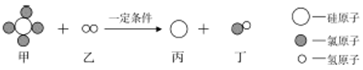 一定条件
+ +
甲 乙 丙 丁
—硅原子
—氯原子
—氢原子